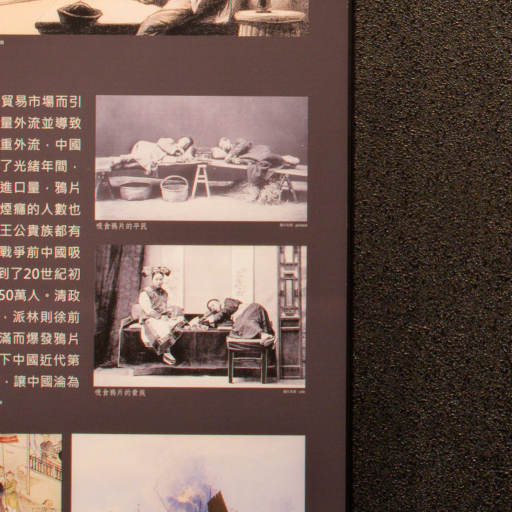 貿易市場而引
量外流並導致
重外流，中國
了光緒年間，
進口量，鴉片
煙癮的人數也
王公貴族都有
戰爭前中國吸
到了20世紀初
50萬人。清政
，派林則徐前
滿而爆發鴉片
下中國近代第
，讓中國淪為
吸食鴉片的平民
吸食鴉片的貴族